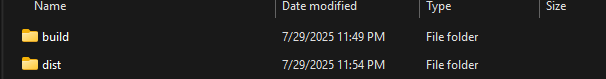 Name Date modified Type Size
build 7/29/2025 11:49 PM File folder
dist 7/29/2025 11:54 PM File folder